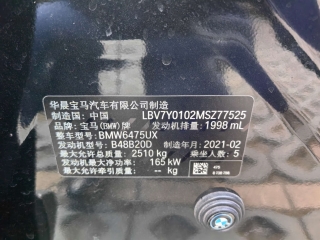 华晨宝马汽车有限公司制造
制造国：中国 LBV7Y0102MSZ77525
品牌：宝马(BMW)牌 发动机排量：1998 mL
整车型号：BMW6475UX
发动机型号：B48B20D 制造年月：2021-02
最大允许总质量：2510 kg 乘坐人数：5
发动机最大净功率：165 kW
最大允许牵引质量：-- kg
475